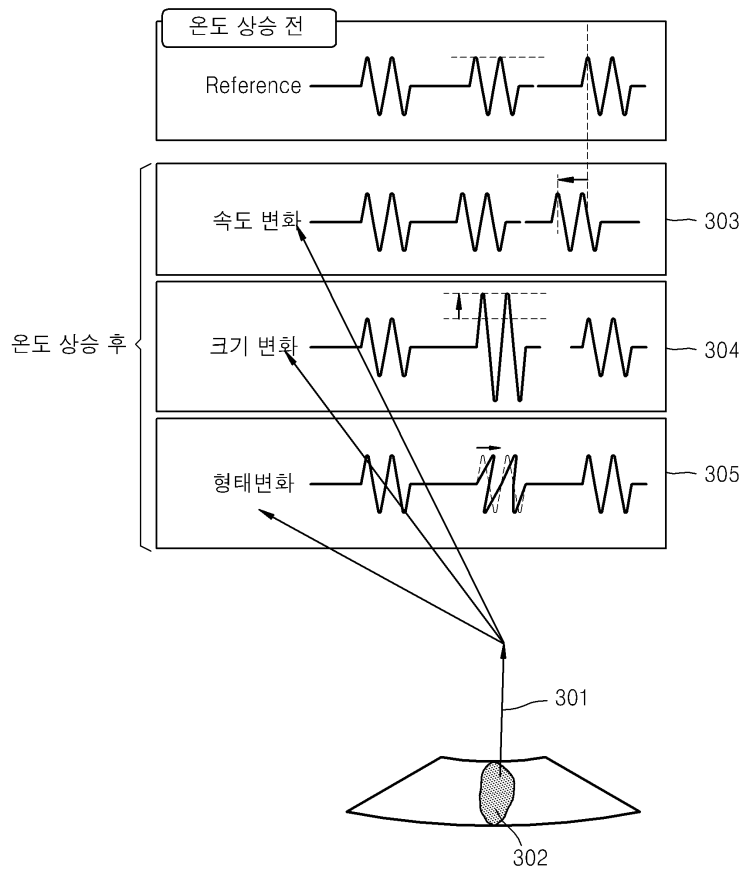 온도 상승 전
Reference
속도 변화
303
온도 상승 후
크기 변화
304
형태변화
305
301
302